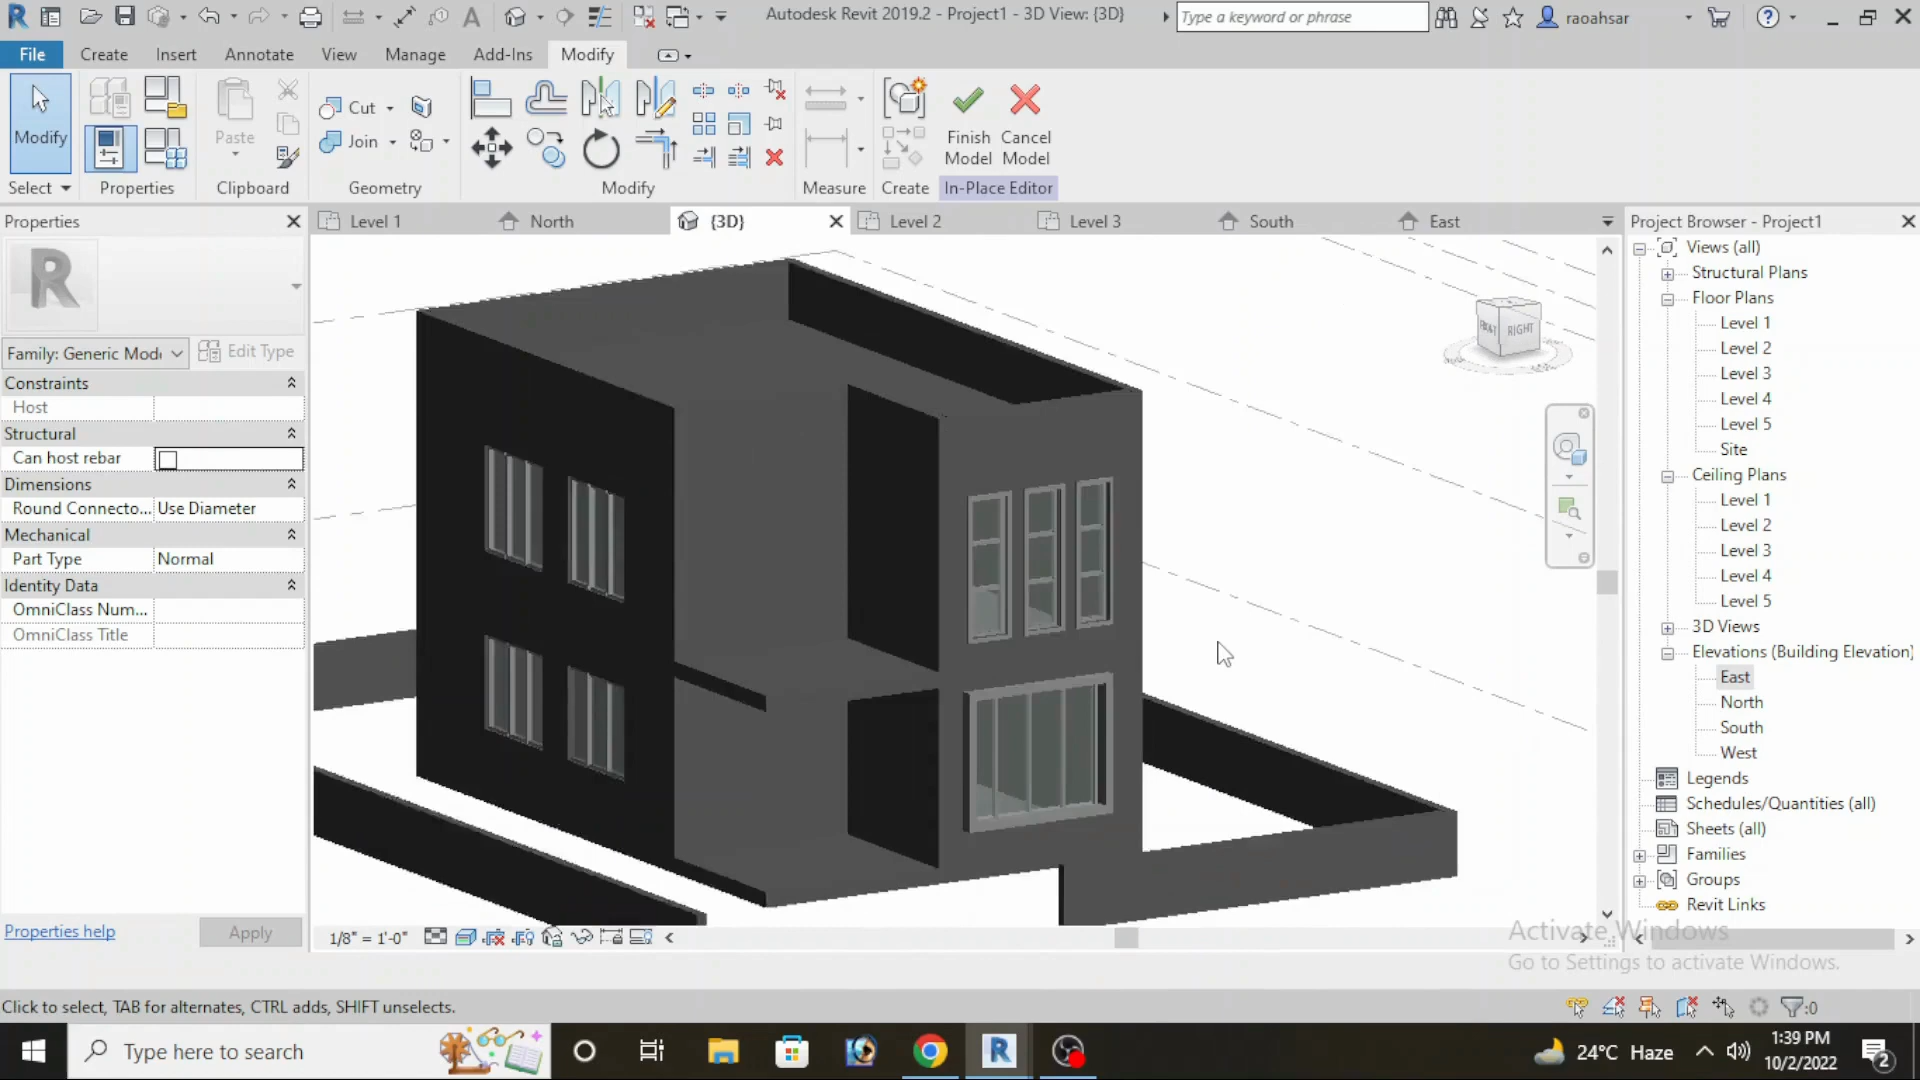 Autodesk Revit 2019.2 - Project1 - 3D View: {3D}
Type a keyword or phrase
raoahsar
File
Create
Insert
Annotate
View
Manage
Add-Ins
Modify
Modify
Paste
Cut
Join
Finish
Model
Cancel
Model
Select
Properties
Clipboard
Geometry
Modify
Measure
Create
In-Place Editor
Properties
Level 1
North
{3D}
Level 2
Level 3
South
East
Project Browser - Project1
R
Family: Generic Mod
Edit Type
Constraints
Host
Structural
Can host rebar
Dimensions
Round Connecto... Use Diameter
Mechanical
Part Type Normal
Identity Data
OmniClass Num...
OmniClass Title
Properties help
Apply
RIGHT
Views (all)
Structural Plans
Floor Plans
Level 1
Level 2
Level 3
Level 4
Level 5
Site
Ceiling Plans
Level 1
Level 2
Level 3
Level 4
Level 5
3D Views
Elevations (Building Elevation)
East
North
South
West
Legends
Schedules/Quantities (all)
Sheets (all)
Families
Groups
Revit Links
1/8" = 1'-0"
Activate Windows
Go to Settings to activate Windows.
Click to select, TAB for alternates, CTRL adds, SHIFT unselects.
:0
Type here to search
24°C Haze
1:39 PM
10/2/2022
2